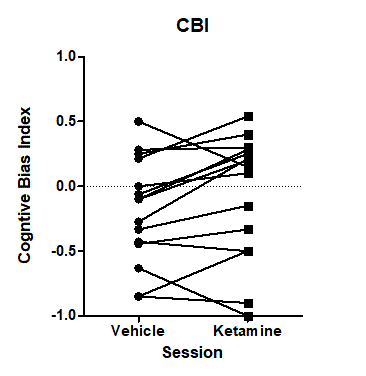 CBI
1.0
0.5
0.0
-0.5
-1.0
Cogntive Bias Index
Vehicle Ketamine
Session